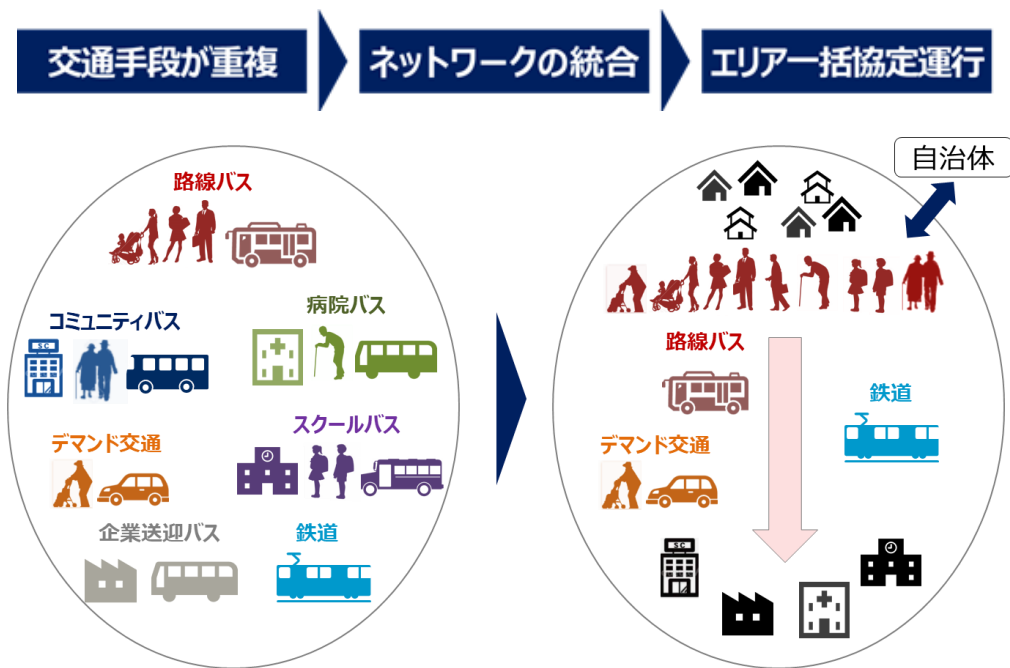 交通手段が重複
ネットワークの統合
エリア一括協定運行
路線バス
コミュニティバス
SC
病院バス
デマンド交通
スクールバス
企業送迎バス
鉄道
自治体
路線バス
鉄道
デマンド交通
SC